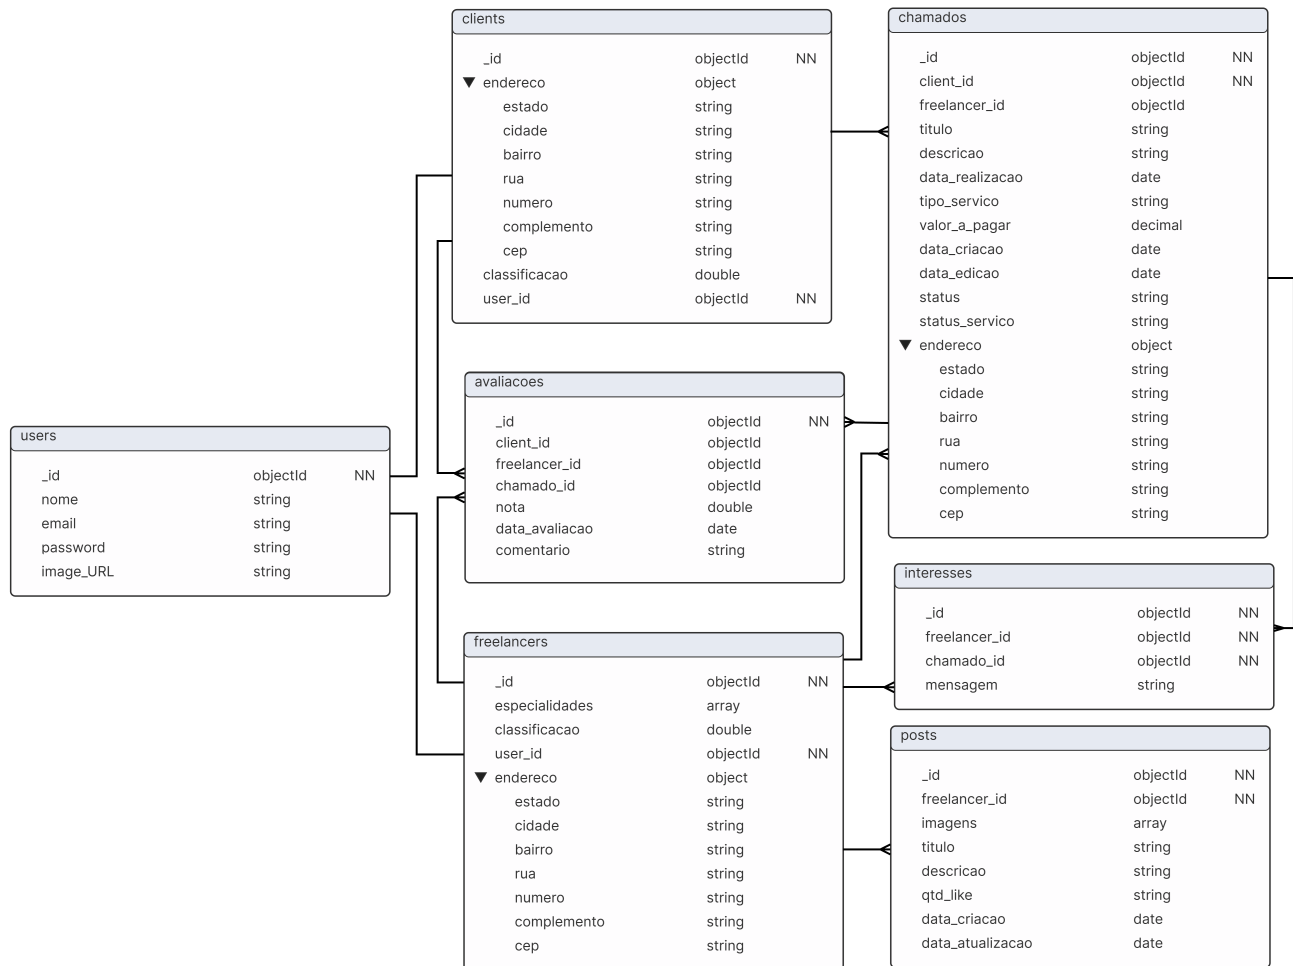 clients
_id objectId NN
endereco object
estado string
cidade string
bairro string
rua string
numero string
complemento string
cep string
classificacao double
user_id objectId NN
chamados
_id objectId NN
client_id objectId NN
freelancer_id objectId
titulo string
descricao string
data_realizacao date
tipo_servico string
valor_a_pagar decimal
data_criacao date
data_edicao date
status string
status_servico string
endereco object
estado string
cidade string
bairro string
rua string
numero string
complemento string
cep string
avaliacoes
_id objectId NN
client_id objectId
freelancer_id objectId
chamado_id objectId
nota double
data_avaliacao date
comentario string
users
_id objectId NN
nome string
email string
password string
image_URL string
interesses
_id objectId NN
freelancer_id objectId NN
chamado_id objectId NN
mensagem string
freelancers
_id objectId NN
especialidades array
classificacao double
user_id objectId NN
endereco object
estado string
cidade string
bairro string
rua string
numero string
complemento string
cep string
posts
_id objectId NN
freelancer_id objectId NN
imagens array
titulo string
descricao string
qtd_like string
data_criacao date
data_atualizacao date